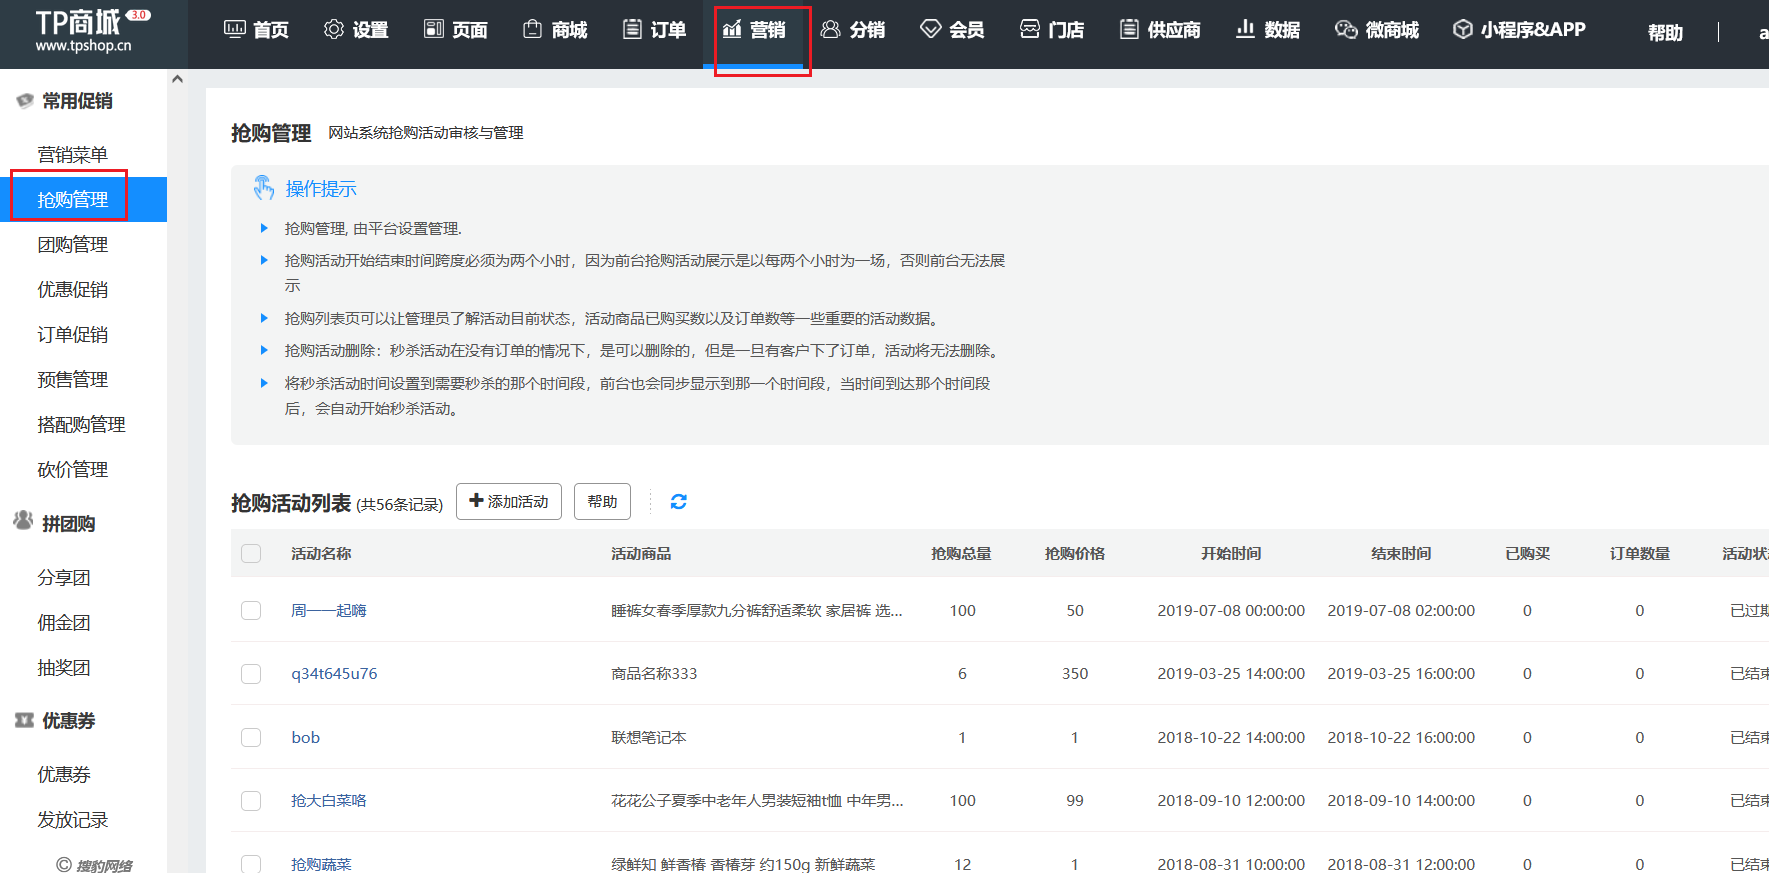 TP商城 3.0
www.tpshop.cn
首页 设置 页面 商城 订单 营销 分销 会员 门店 供应商 数据 微商城 小程序&APP 帮助 a
常用促销
营销菜单
抢购管理
团购管理
优惠促销
订单促销
预售管理
搭配购管理
砍价管理
拼团购
分享团
佣金团
抽奖团
优惠券
优惠券
发放记录
© 搜豹网络
抢购管理 网站系统抢购活动审核与管理
操作提示
抢购管理, 由平台设置管理.
抢购活动开始结束时间跨度必须为两个小时，因为前台抢购活动展示是以每两个小时为一场，否则前台无法展
示
抢购列表页可以让管理员了解活动目前状态，活动商品已购买数以及订单数等一些重要的活动数据。
抢购活动删除：秒杀活动在没有订单的情况下，是可以删除的，但是一旦有客户下了订单，活动将无法删除。
将秒杀活动时间设置到需要秒杀的那个时间段，前台也会同步显示到那一个时间段，当时间到达那个时间段
后，会自动开始秒杀活动。
抢购活动列表 (共56条记录) 添加活动 帮助
活动名称 活动商品 抢购总量 抢购价格 开始时间 结束时间 已购买 订单数量 活动状
周一一起嗨 睡裤女春季厚款九分裤舒适柔软 家居裤 选... 100 50 2019-07-08 00:00:00 2019-07-08 02:00:00 0 0 已过期
q34t645u76 商品名称333 6 350 2019-03-25 14:00:00 2019-03-25 16:00:00 0 0 已结束
bob 联想笔记本 1 1 2018-10-22 14:00:00 2018-10-22 16:00:00 0 0 已结束
抢大白菜咯 花花公子夏季中老年人男装短袖t恤 中年男... 100 99 2018-09-10 12:00:00 2018-09-10 14:00:00 0 0 已结束
抢购蔬菜 绿鲜知 鲜香椿 香椿芽 约150g 新鲜蔬菜 12 1 2018-08-31 10:00:00 2018-08-31 12:00:00 0 0 已结束